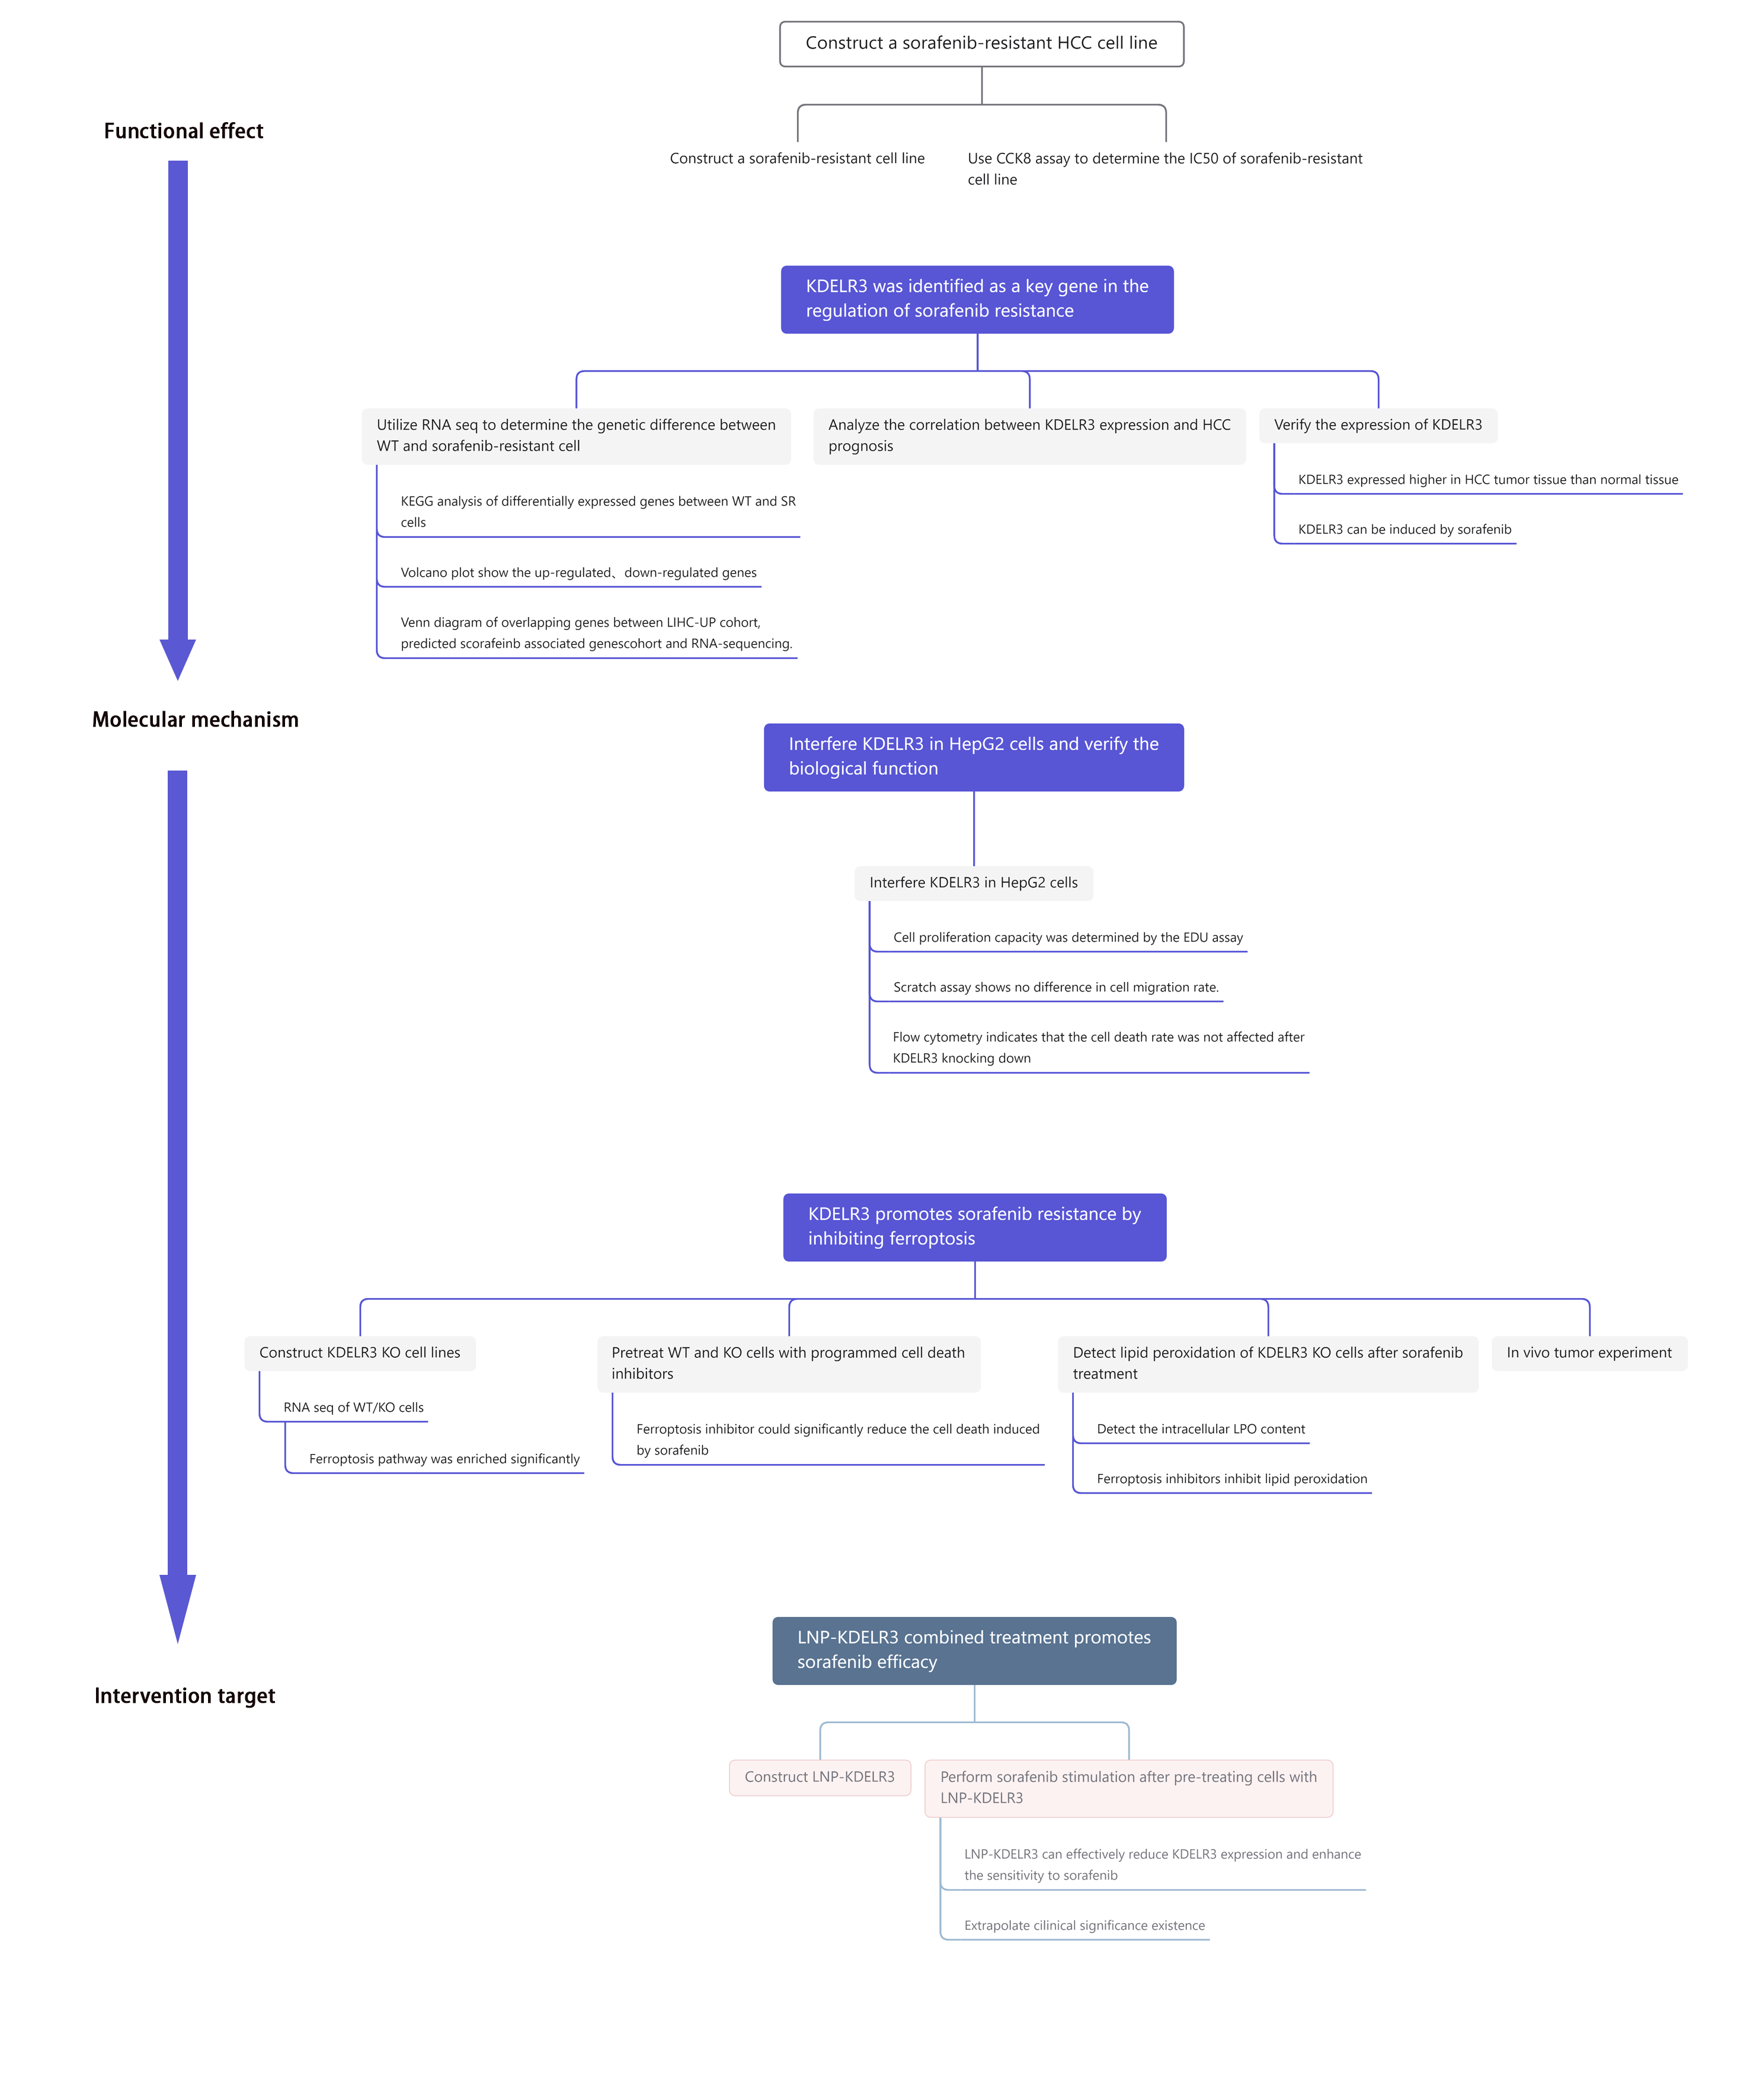 Construct a sorafenib-resistant HCC cell line
Functional effect
Construct a sorafenib-resistant cell line
Use CCK8 assay to determine the IC50 of sorafenib-resistant
cell line
KDELR3 was identified as a key gene in the
regulation of sorafenib resistance
Utilize RNA seq to determine the genetic difference between
WT and sorafenib-resistant cell
KEGG analysis of differentially expressed genes between WT and SR
cells
Volcano plot show the up-regulated、down-regulated genes
Venn diagram of overlapping genes between LIHC-UP cohort,
predicted scorafeinb associated genescohort and RNA-sequencing.
Analyze the correlation between KDELR3 expression and HCC
prognosis
Verify the expression of KDELR3
KDELR3 expressed higher in HCC tumor tissue than normal tissue
KDELR3 can be induced by sorafenib
Molecular mechanism
Interfere KDELR3 in HepG2 cells and verify the
biological function
Interfere KDELR3 in HepG2 cells
Cell proliferation capacity was determined by the EDU assay
Scratch assay shows no difference in cell migration rate.
Flow cytometry indicates that the cell death rate was not affected after
KDELR3 knocking down
KDELR3 promotes sorafenib resistance by
inhibiting ferroptosis
Construct KDELR3 KO cell lines
RNA seq of WT/KO cells
Ferroptosis pathway was enriched significantly
Pretreat WT and KO cells with programmed cell death
inhibitors
Ferroptosis inhibitor could significantly reduce the cell death induced
by sorafenib
Detect lipid peroxidation of KDELR3 KO cells after sorafenib
treatment
Detect the intracellular LPO content
Ferroptosis inhibitors inhibit lipid peroxidation
In vivo tumor experiment
Intervention target
LNP-KDELR3 combined treatment promotes
sorafenib efficacy
Construct LNP-KDELR3
Perform sorafenib stimulation after pre-treating cells with
LNP-KDELR3
LNP-KDELR3 can effectively reduce KDELR3 expression and enhance
the sensitivity to sorafenib
Extrapolate cilinical significance existence